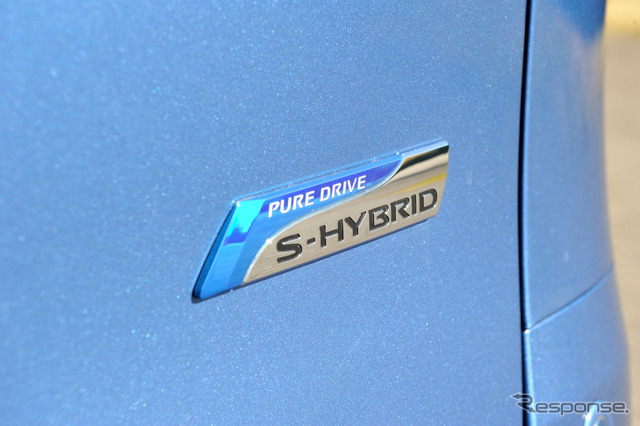 PURE DRIVE
S-HYBRID
Response.